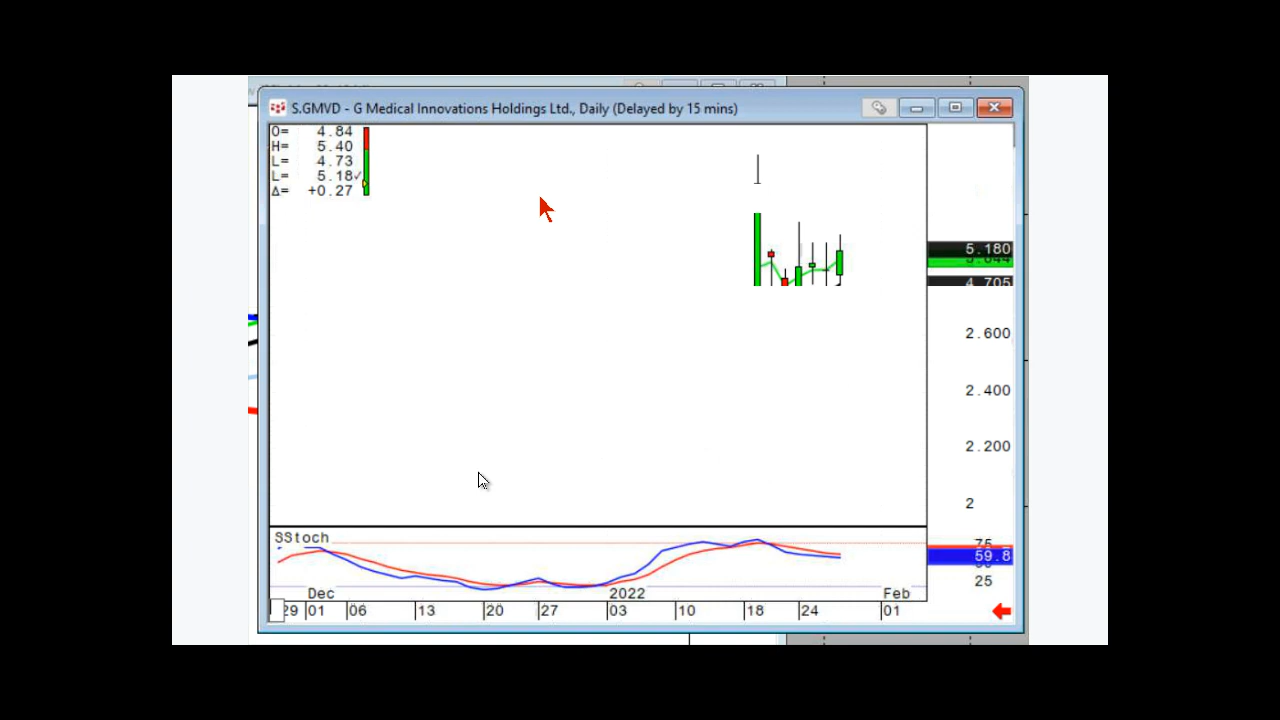 S.GMVD - G Medical Innovations Holdings Ltd., Daily (Delayed by 15 mins)
O= 4.84
H= 5.40
L= 4.73
L= 5.18✓
Δ= +0.27
5.180
4.705
2.600
2.400
2.200
2
SStoch
75
59.8
25
Dec 2022 Feb
29 01 06 13 20 27 03 10 18 24 01